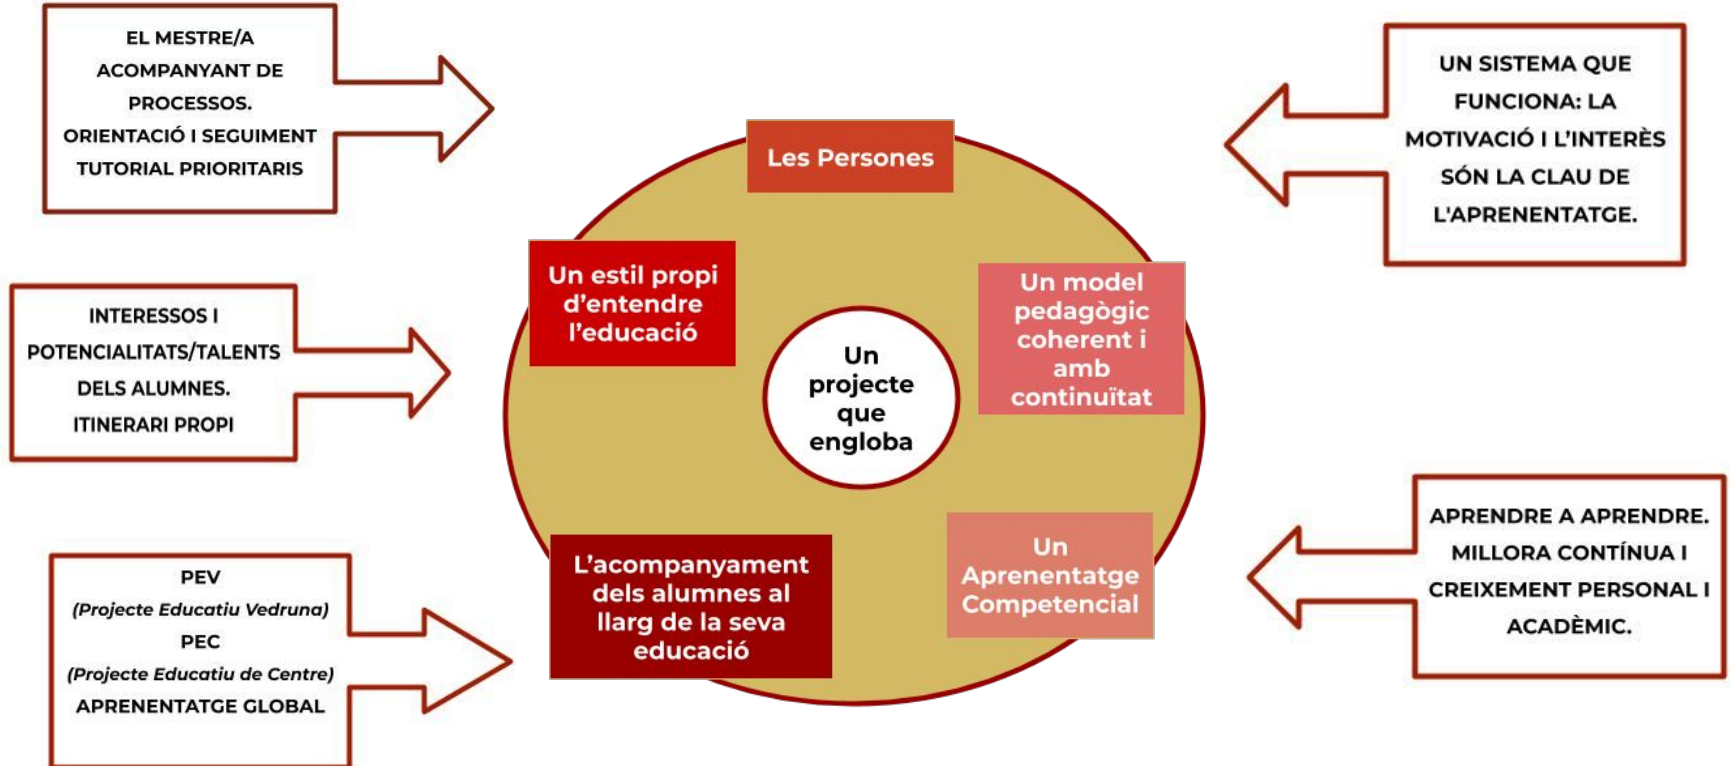 EL MESTRE/A
ACOMPANYANT DE
PROCESSOS.
ORIENTACIÓ I SEGUIMENT
TUTORIAL PRIORITARIS
INTERESSOS I
POTENCIALITATS/TALENTS
DELS ALUMNES.
ITINERARI PROPI
PEV
(Projecte Educatiu Vedruna)
PEC
(Projecte Educatiu de Centre)
APRENENTATGE GLOBAL
Les Persones
Un estil propi
d'entendre
l'educació
Un model
pedagògic
coherent i
amb
continuïtat
Un
projecte
que
engloba
L'acompanyament
dels alumnes al
llarg de la seva
educació
Un
Aprenentatge
Competencial
UN SISTEMA QUE
FUNCIONA: LA
MOTIVACIÓ I L'INTERÈS
SÓN LA CLAU DE
L'APRENENTATGE.
APRENDRE A APRENDRE.
MILLORA CONTÍNUA I
CREIXEMENT PERSONAL I
ACADÈMIC.